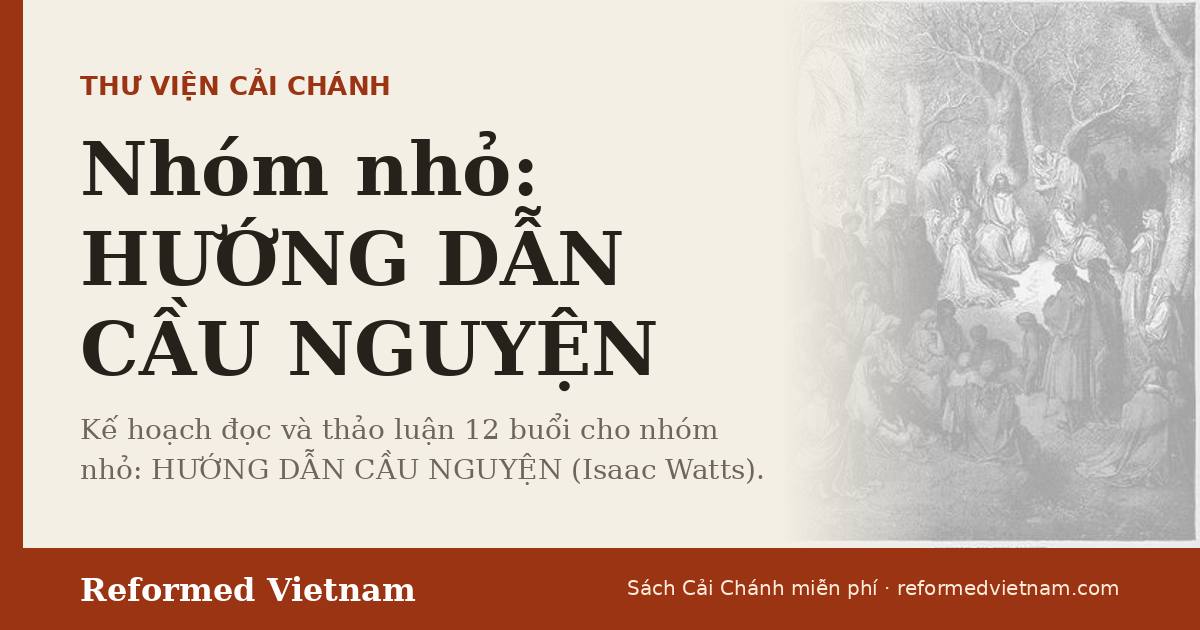 THƯ VIỆN CẢI CHÁNH
Nhóm nhỏ:
HƯỚNG DẪN
CẦU NGUYỆN
Kế hoạch đọc và thảo luận 12 buổi cho nhóm
nhỏ: HƯỚNG DẪN CẦU NGUYỆN (Isaac Watts).
Reformed Vietnam
Sách Cải Chánh miễn phí · reformedvietnam.com